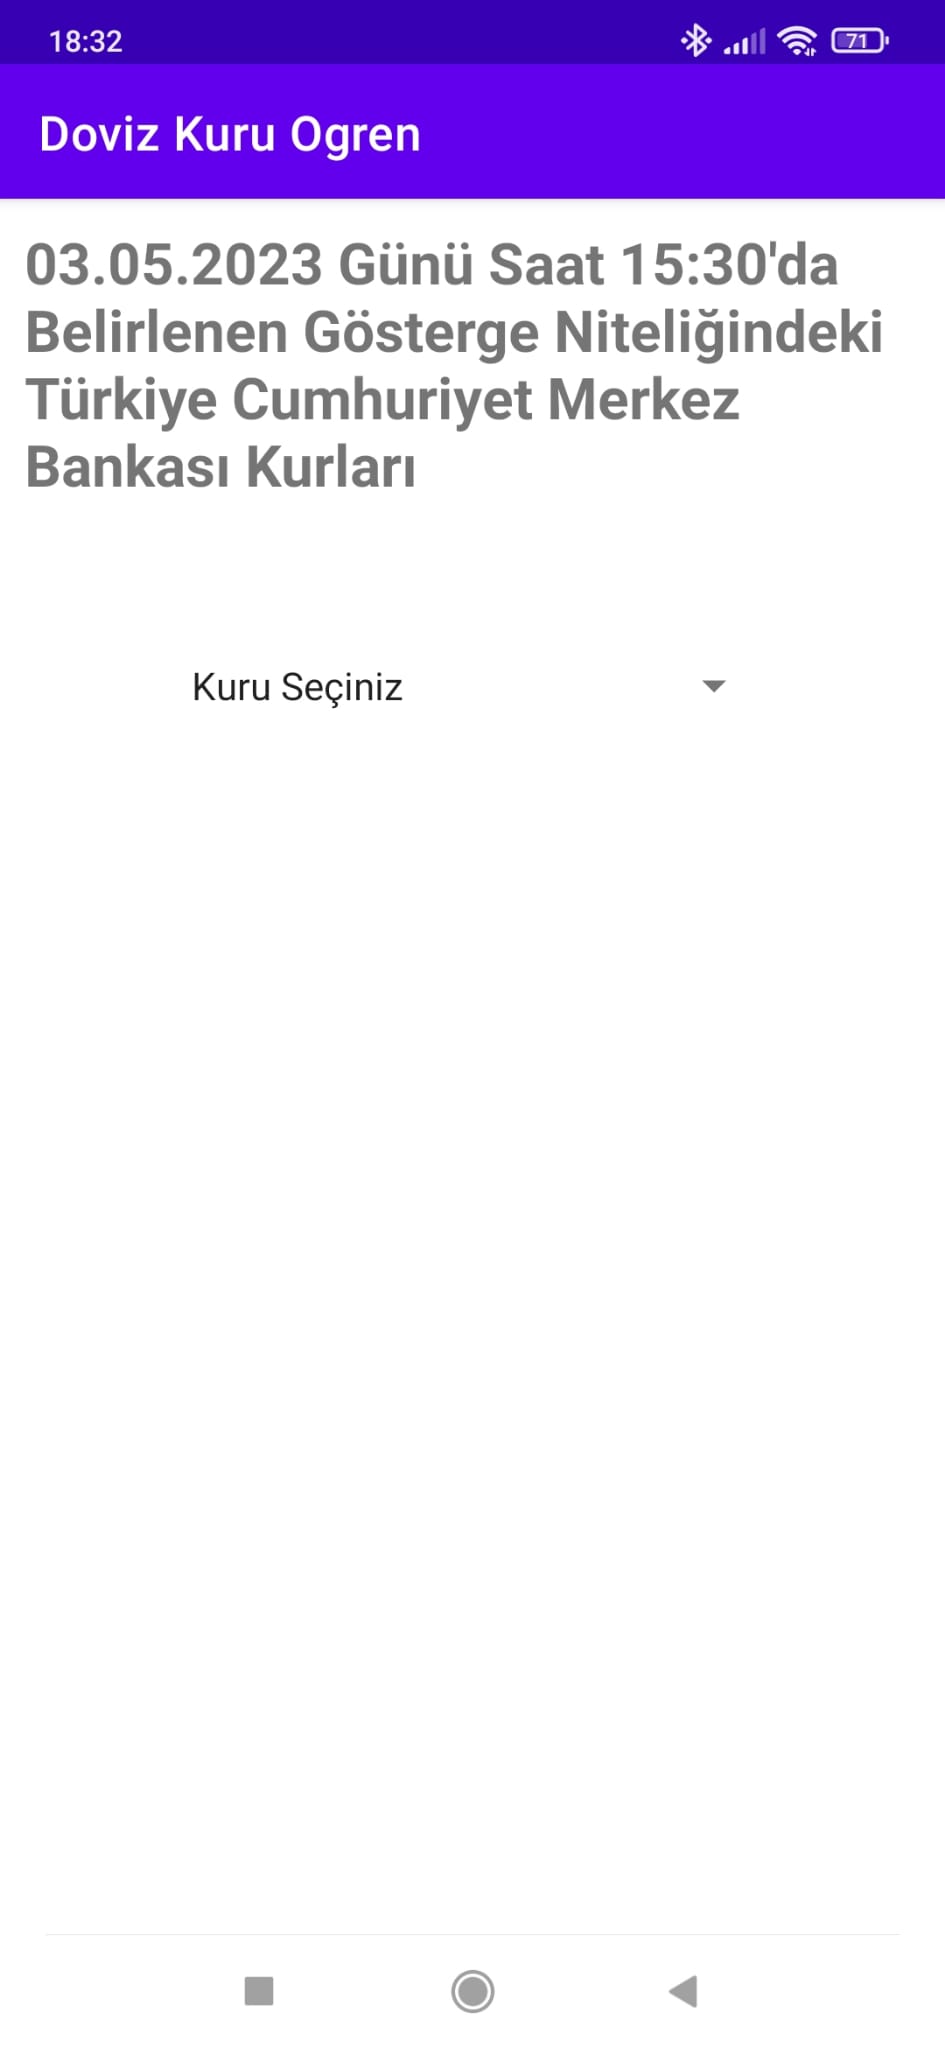 18:32
71
Doviz Kuru Ogren
03.05.2023 Günü Saat 15:30'da
Belirlenen Gösterge Niteliğindeki
Türkiye Cumhuriyet Merkez
Bankası Kurları
Kuru Seçiniz